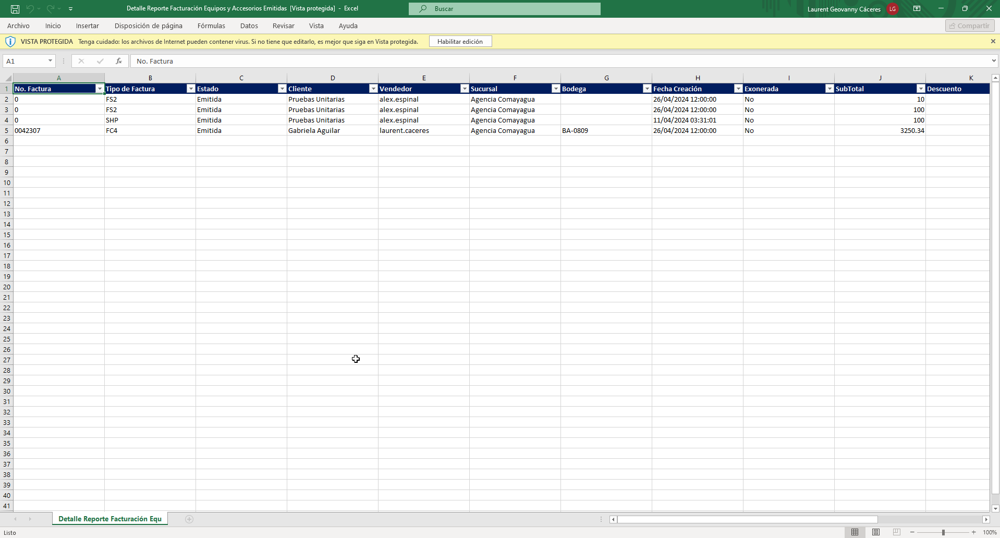 Detalle Reporte Facturación Equipos y Accesorios Emitidas [Vista protegida] - Excel
Buscar
Laurent Geovanny Cáceres LG
Archivo Inicio Insertar Disposición de página Fórmulas Datos Revisar Vista Ayuda Compartir
VISTA PROTEGIDA Tenga cuidado: los archivos de Internet pueden contener virus. Si no tiene que editarlo, es mejor que siga en Vista protegida. Habilitar edición
A1 fx No. Factura
A B C D E F G H I J K
1 No. Factura Tipo de Factura Estado Cliente Vendedor Sucursal Bodega Fecha Creación Exonerada SubTotal Descuento
2 0 FS2 Emitida Pruebas Unitarias alex.espinal Agencia Comayagua 26/04/2024 12:00:00 No 10
3 0 FS2 Emitida Pruebas Unitarias alex.espinal Agencia Comayagua 26/04/2024 12:00:00 No 100
4 0 SHP Emitida Pruebas Unitarias alex.espinal Agencia Comayagua 11/04/2024 03:31:01 No 100
5 0042307 FC4 Emitida Gabriela Aguilar laurent.caceres Agencia Comayagua BA-0809 26/04/2024 12:00:00 No 3250.34
6
7
8
9
10
11
12
13
14
15
16
17
18
19
20
21
22
23
24
25
26
27
28
29
30
31
32
33
34
35
36
37
38
39
40
41
Detalle Reporte Facturación Equ
Listo 100%